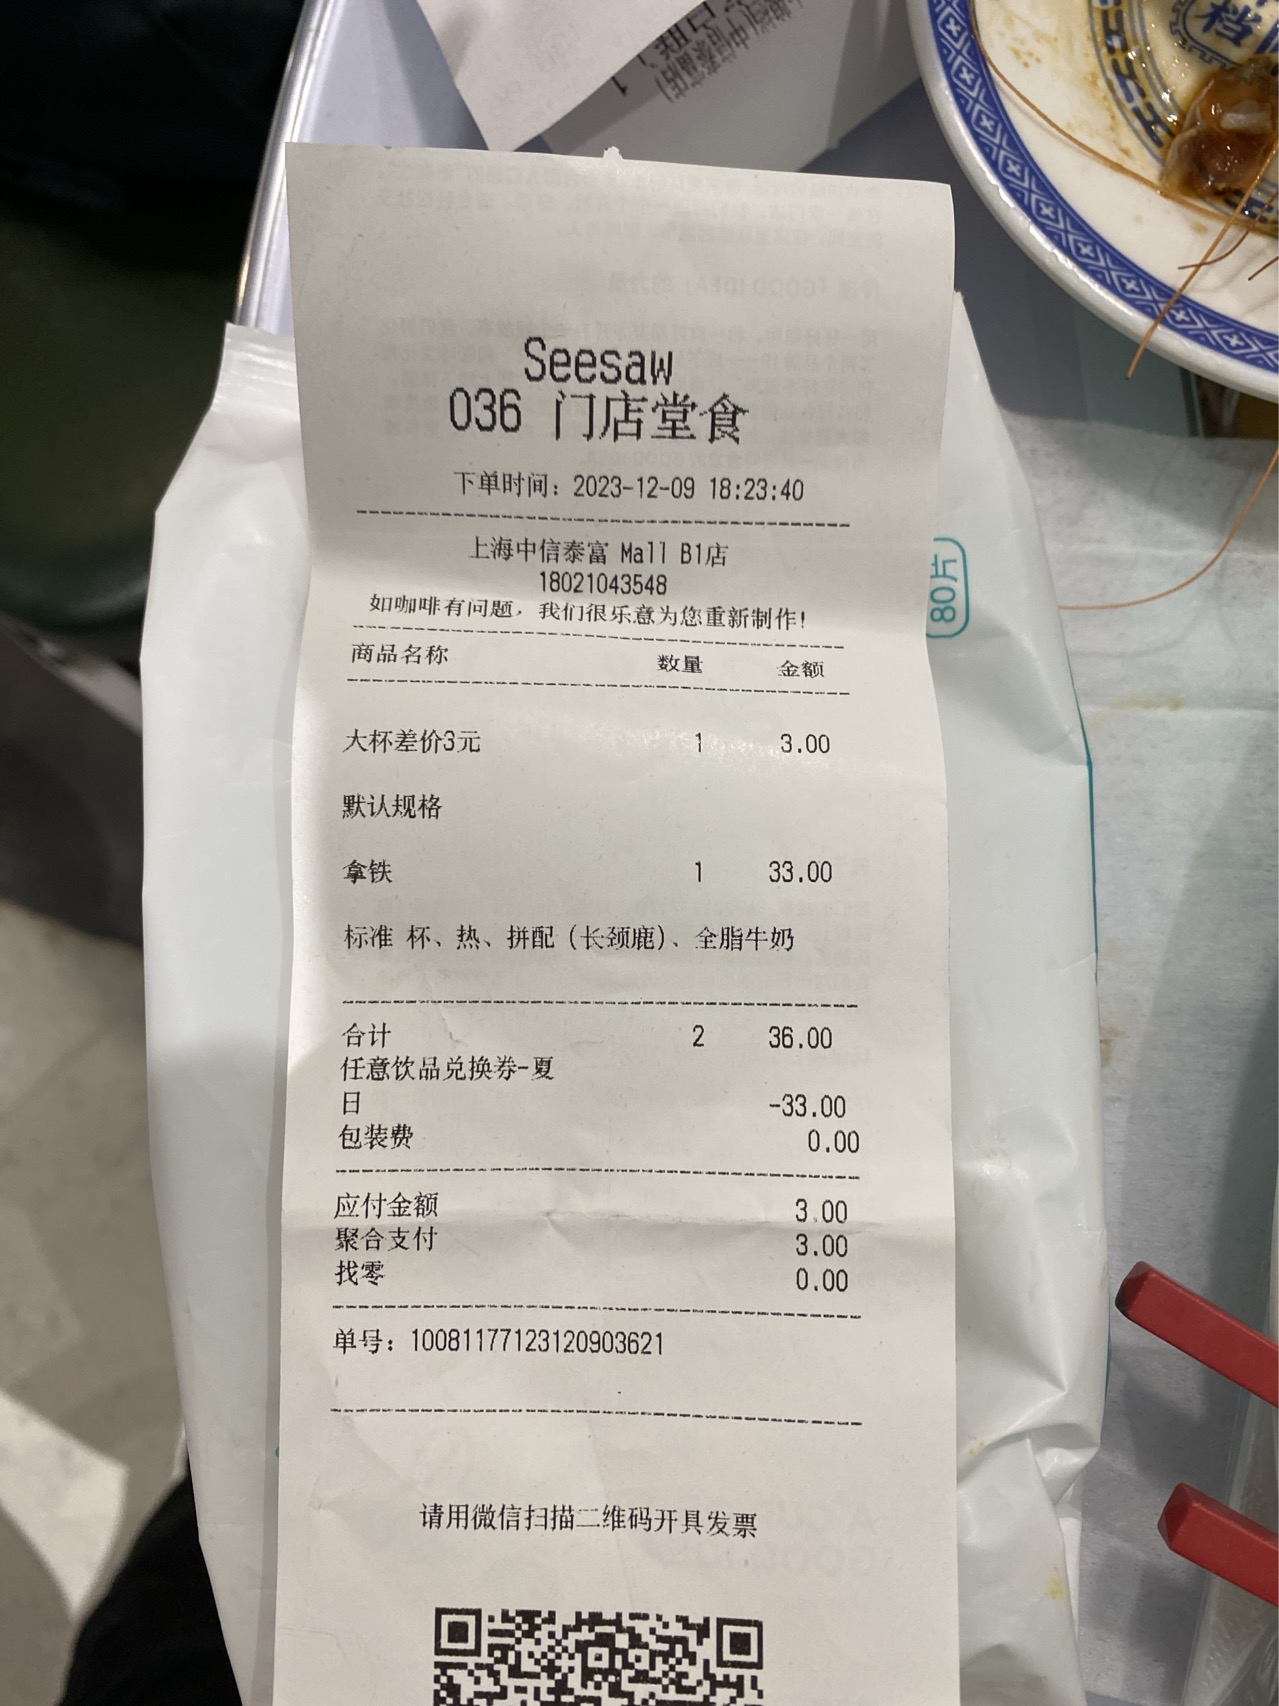 档
Seesaw
036 门店堂食
下单时间：2023-12-09 18:23:40
上海中信泰富 Mall B1店
18021043548
如咖啡有问题，我们很乐意为您重新制作！
商品名称 数量 金额
大杯差价3元 1 3.00
默认规格
拿铁 1 33.00
标准 杯、热、拼配（长颈鹿）、全脂牛奶
合计 2 36.00
任意饮品兑换券-夏
日 -33.00
包装费 0.00
应付金额 3.00
聚合支付 3.00
找零 0.00
单号：10081177123120903621
请用微信扫描二维码开具发票
80片